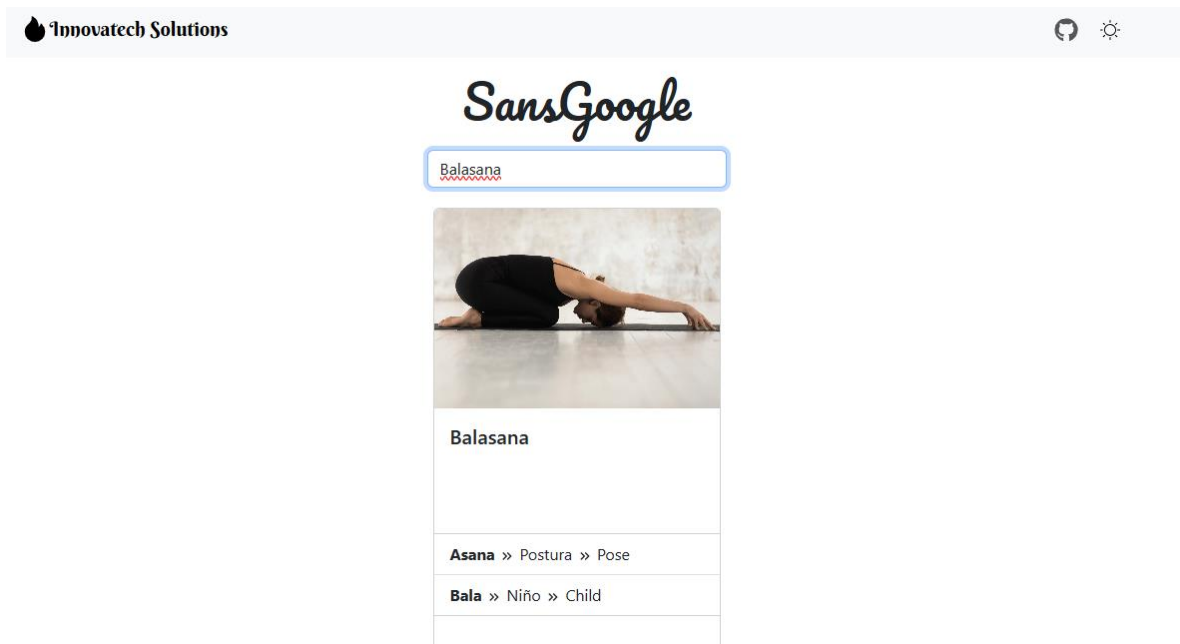 Innovatech Solutions
SansGoogle
Balasana
Balasana
Asana » Postura » Pose
Bala » Niño » Child